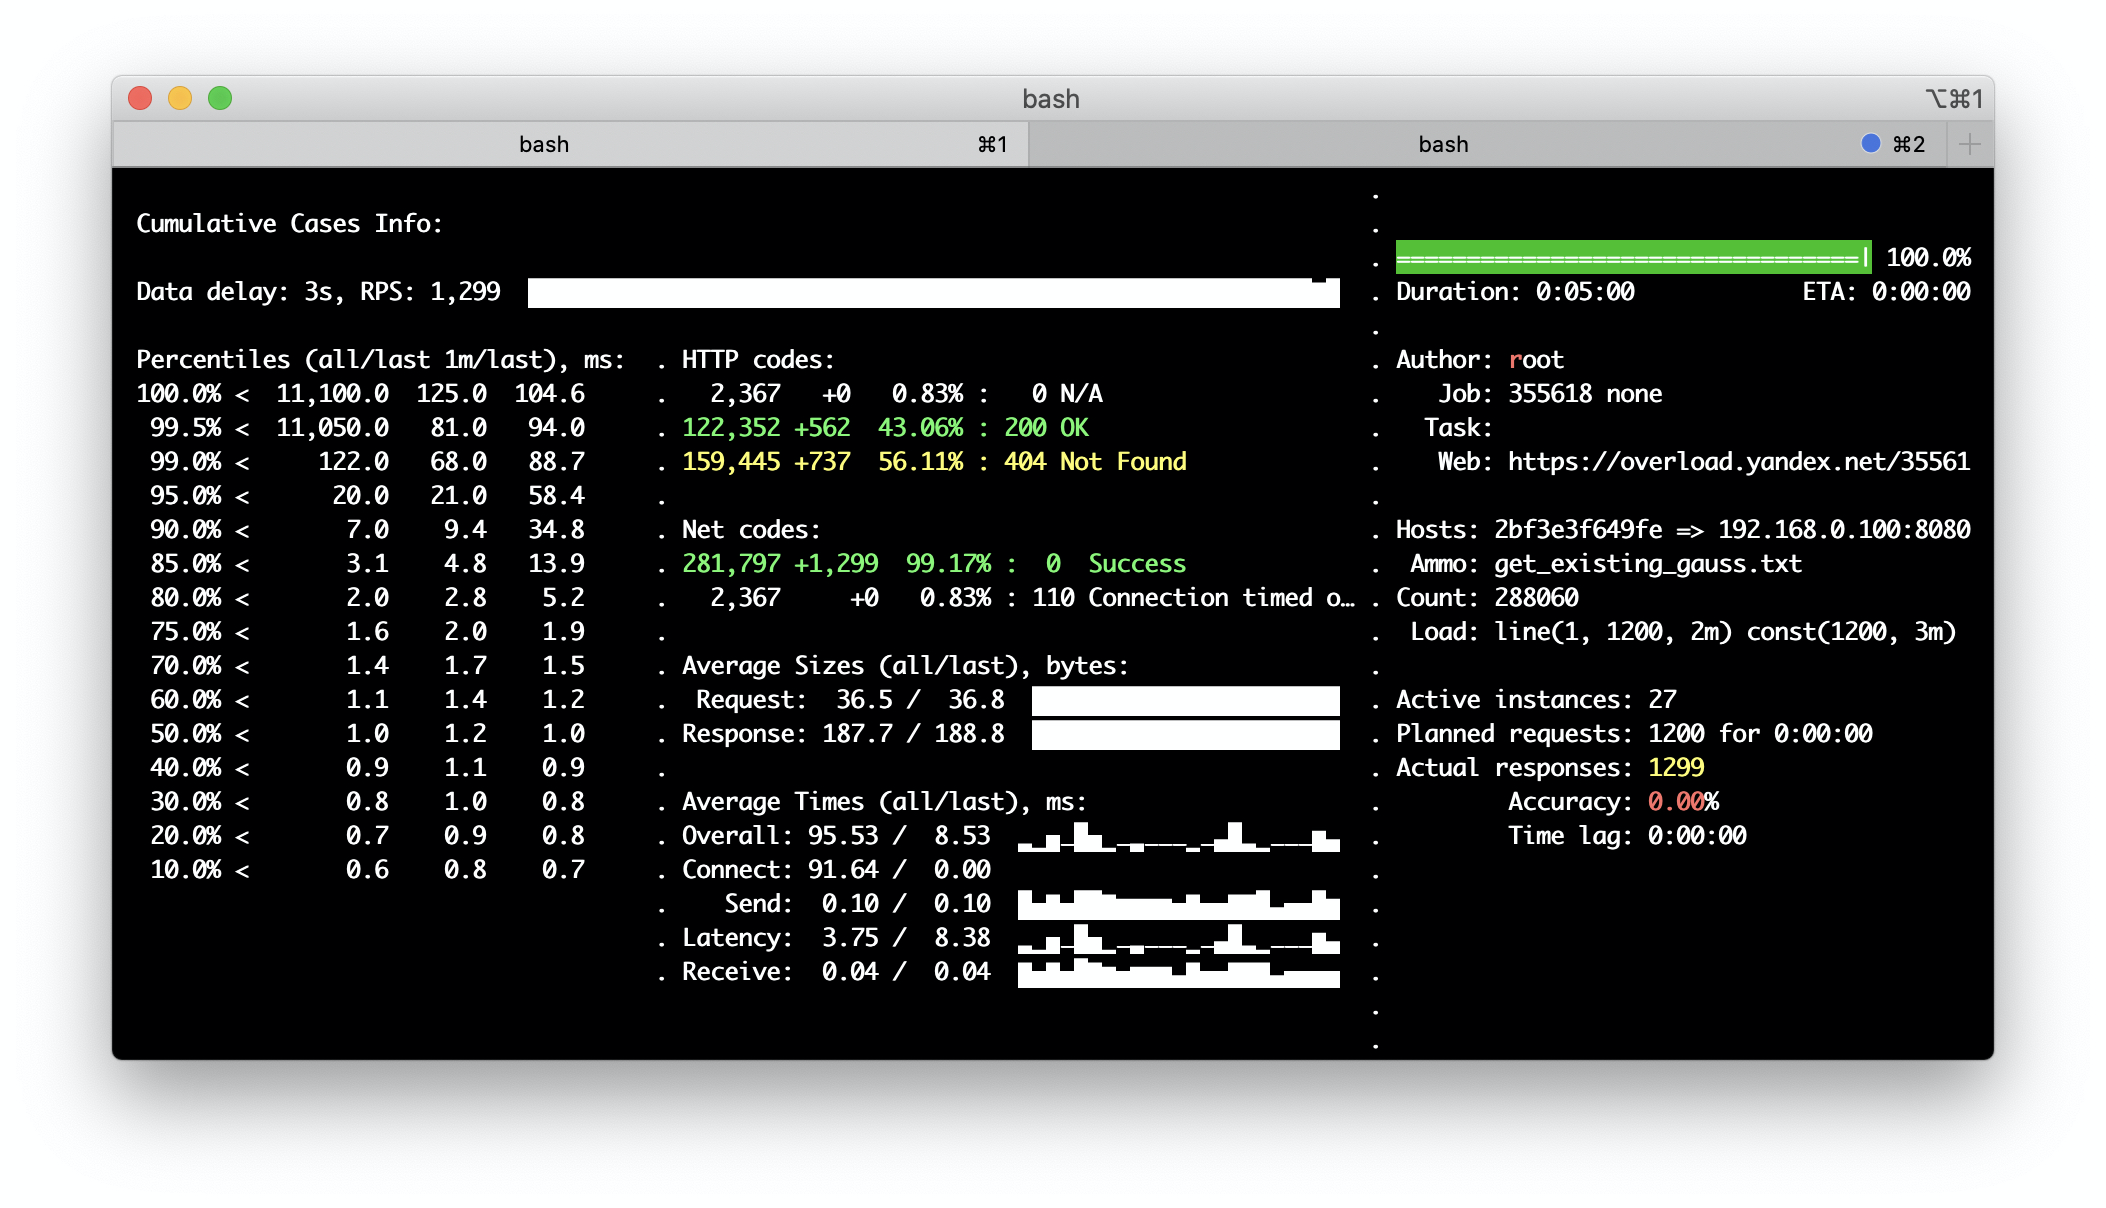 bash
⌥⌘1
bash ⌘1
bash ⌘2
Cumulative Cases Info:
Data delay: 3s, RPS: 1,299
Percentiles (all/last 1m/last), ms:
100.0% < 11,100.0 125.0 104.6
99.5% < 11,050.0 81.0 94.0
99.0% < 122.0 68.0 88.7
95.0% < 20.0 21.0 58.4
90.0% < 7.0 9.4 34.8
85.0% < 3.1 4.8 13.9
80.0% < 2.0 2.8 5.2
75.0% < 1.6 2.0 1.9
70.0% < 1.4 1.7 1.5
60.0% < 1.1 1.4 1.2
50.0% < 1.0 1.2 1.0
40.0% < 0.9 1.1 0.9
30.0% < 0.8 1.0 0.8
20.0% < 0.7 0.9 0.8
10.0% < 0.6 0.8 0.7
. HTTP codes:
. 2,367 +0 0.83% : 0 N/A
. 122,352 +562 43.06% : 200 OK
. 159,445 +737 56.11% : 404 Not Found
.
. Net codes:
. 281,797 +1,299 99.17% : 0 Success
. 2,367 +0 0.83% : 110 Connection timed o…
.
. Average Sizes (all/last), bytes:
. Request: 36.5 / 36.8
. Response: 187.7 / 188.8
.
. Average Times (all/last), ms:
. Overall: 95.53 / 8.53
. Connect: 91.64 / 0.00
. Send: 0.10 / 0.10
. Latency: 3.75 / 8.38
. Receive: 0.04 / 0.04
.
.
. =================================| 100.0%
. Duration: 0:05:00 ETA: 0:00:00
.
. Author: root
. Job: 355618 none
. Task:
. Web: https://overload.yandex.net/35561
.
. Hosts: 2bf3e3f649fe => 192.168.0.100:8080
. Ammo: get_existing_gauss.txt
. Count: 288060
. Load: line(1, 1200, 2m) const(1200, 3m)
.
. Active instances: 27
. Planned requests: 1200 for 0:00:00
. Actual responses: 1299
. Accuracy: 0.00%
. Time lag: 0:00:00
.
.
.
.
.
.